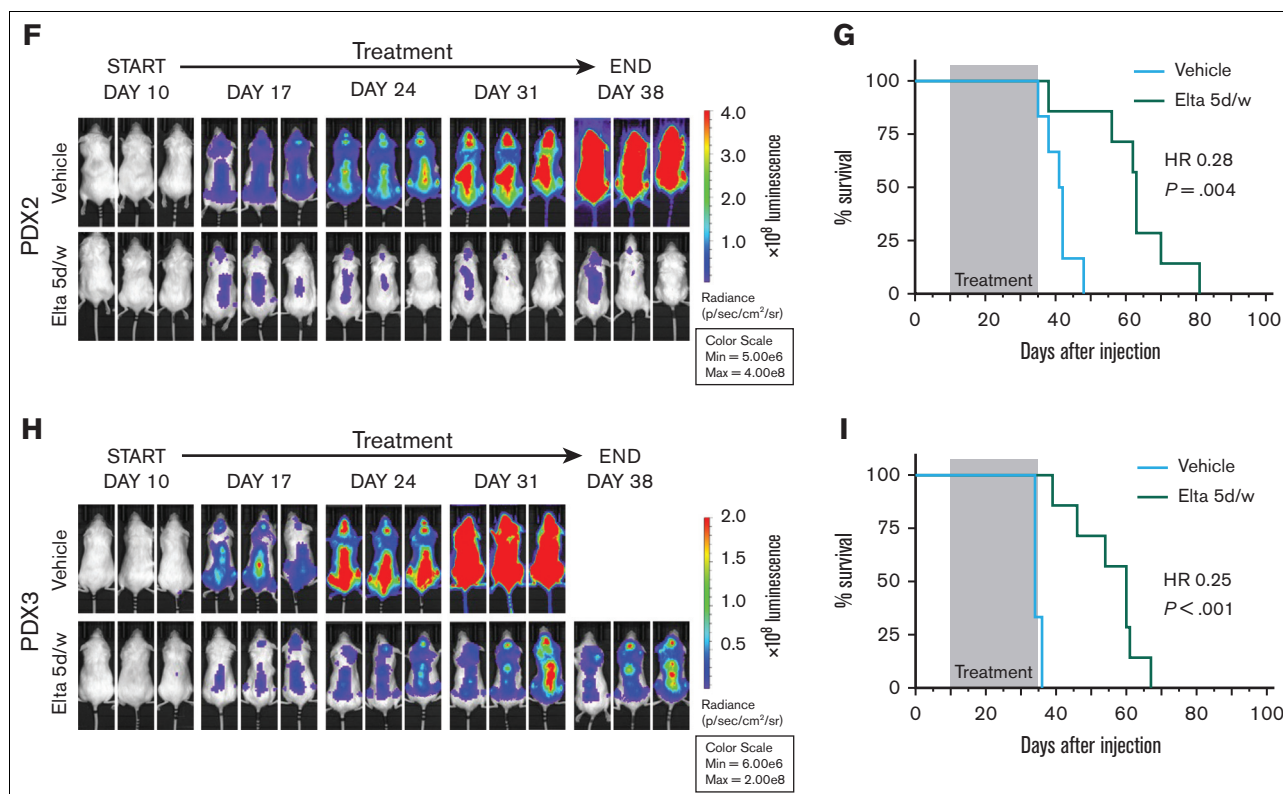 F
Treatment
START
END
DAY 10
DAY 17
DAY 24
DAY 31
DAY 38
PDX2
Vehicle
Elta 5d/w
4.0
3.0
2.0
1.0
×10⁸ luminescence
Radiance
(p/sec/cm²/sr)
Color Scale
Min = 5.00e6
Max = 4.00e8
G
Vehicle
Elta 5d/w
HR 0.28
P = .004
% survival
100
75
50
25
0
Treatment
0 20 40 60 80 100
Days after injection
H
Treatment
START
END
DAY 10
DAY 17
DAY 24
DAY 31
DAY 38
PDX3
Vehicle
Elta 5d/w
2.0
1.5
1.0
0.5
×10⁸ luminescence
Radiance
(p/sec/cm²/sr)
Color Scale
Min = 6.00e6
Max = 2.00e8
I
Vehicle
Elta 5d/w
HR 0.25
P < .001
% survival
100
75
50
25
0
Treatment
0 20 40 60 80 100
Days after injection